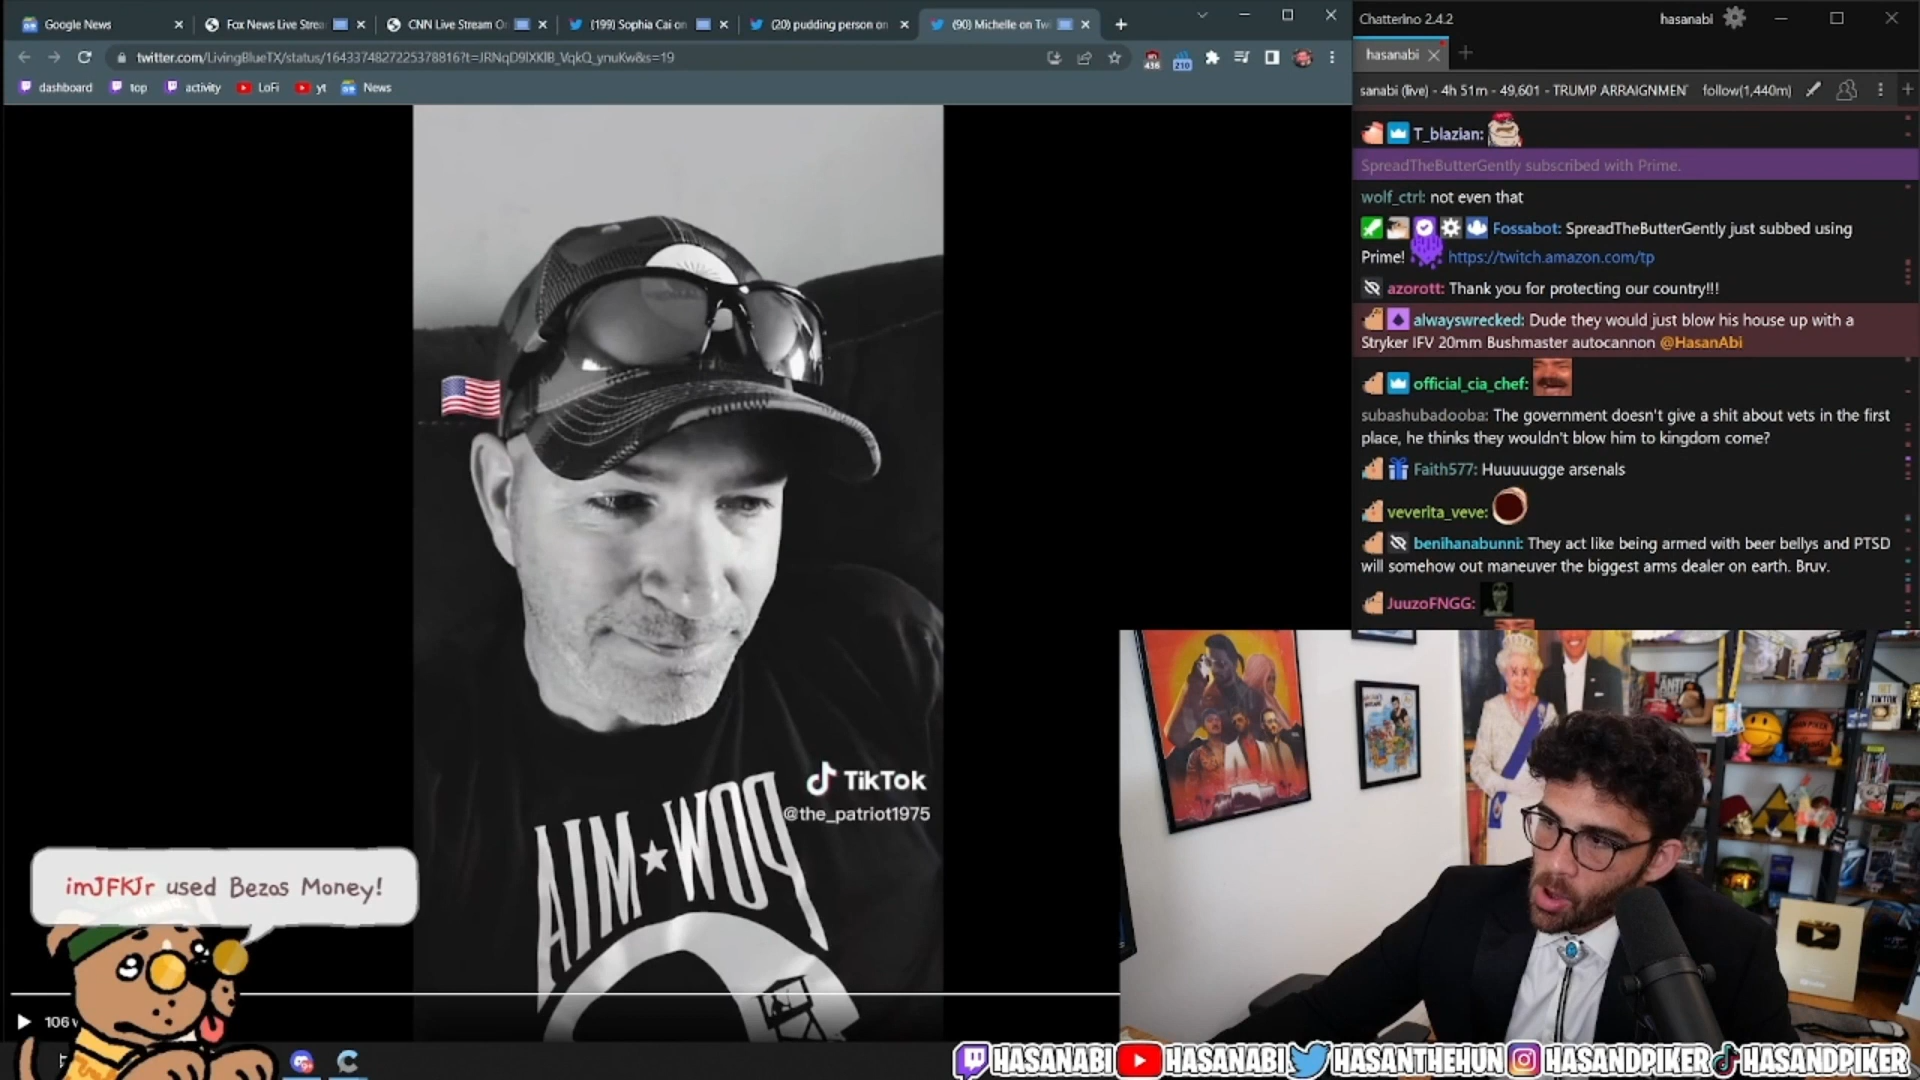 Google News
Fox News Live Strea
CNN Live Stream O
(199) Sophia Cai on
(20) pudding person on
(90) Michelle on Tw
twitter.com/LivingBlueTX/status/1643374827225378816?t=JRNqD9lXKlB_VqkQ_ynuKw&s=19
436
210
dashboard
top
activity
LoFi
yt
News
TikTok
@the_patriot1975
POW★MIA
imJFKJr used Bezos Money!
106
Chatterino 2.4.2
hasanabi
hasanabi
sanabi (live) - 4h 51m - 49,601 - TRUMP ARRAIGNMEN
follow(1,440m)
T_blazian:
SpreadTheButterGently subscribed with Prime.
wolf_ctrl: not even that
Fossabot: SpreadTheButterGently just subbed using
Prime! https://twitch.amazon.com/tp
azorott: Thank you for protecting our country!!!
alwayswrecked: Dude they would just blow his house up with a
Stryker IFV 20mm Bushmaster autocannon @HasanAbi
official_cia_chef:
subashubadooba: The government doesn't give a shit about vets in the first
place, he thinks they wouldn't blow him to kingdom come?
Faith577: Huuuuugge arsenals
veverita_veve:
benihanabunni: They act like being armed with beer bellys and PTSD
will somehow out maneuver the biggest arms dealer on earth. Bruv.
JuuzoFNGG:
HASANABI HASANABI HASANTHEHUN HASANDPIKER HASANDPIKER